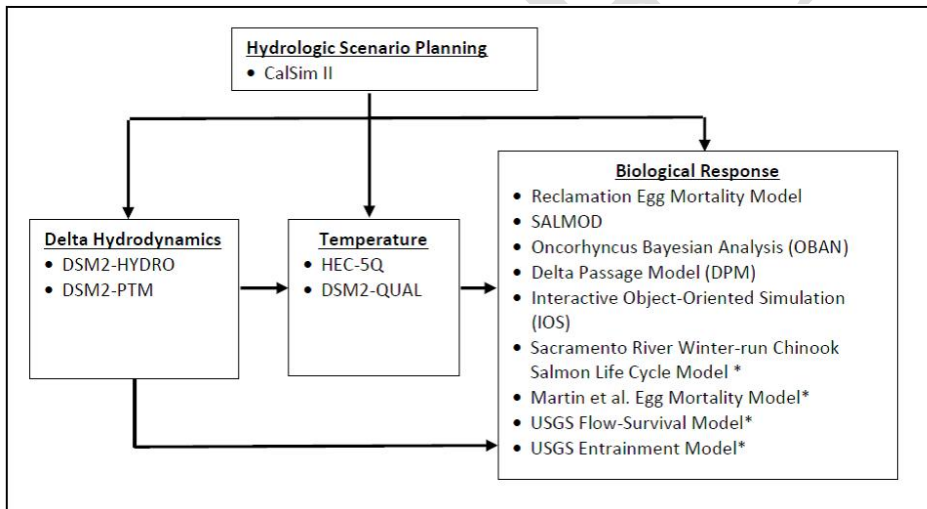 Hydrologic Scenario Planning
• CalSim II
Delta Hydrodynamics
• DSM2-HYDRO
• DSM2-PTM
Temperature
• HEC-5Q
• DSM2-QUAL
Biological Response
• Reclamation Egg Mortality Model
• SALMOD
• Oncorhyncus Bayesian Analysis (OBAN)
• Delta Passage Model (DPM)
• Interactive Object-Oriented Simulation
(IOS)
• Sacramento River Winter-run Chinook
Salmon Life Cycle Model *
• Martin et al. Egg Mortality Model*
• USGS Flow-Survival Model*
• USGS Entrainment Model*